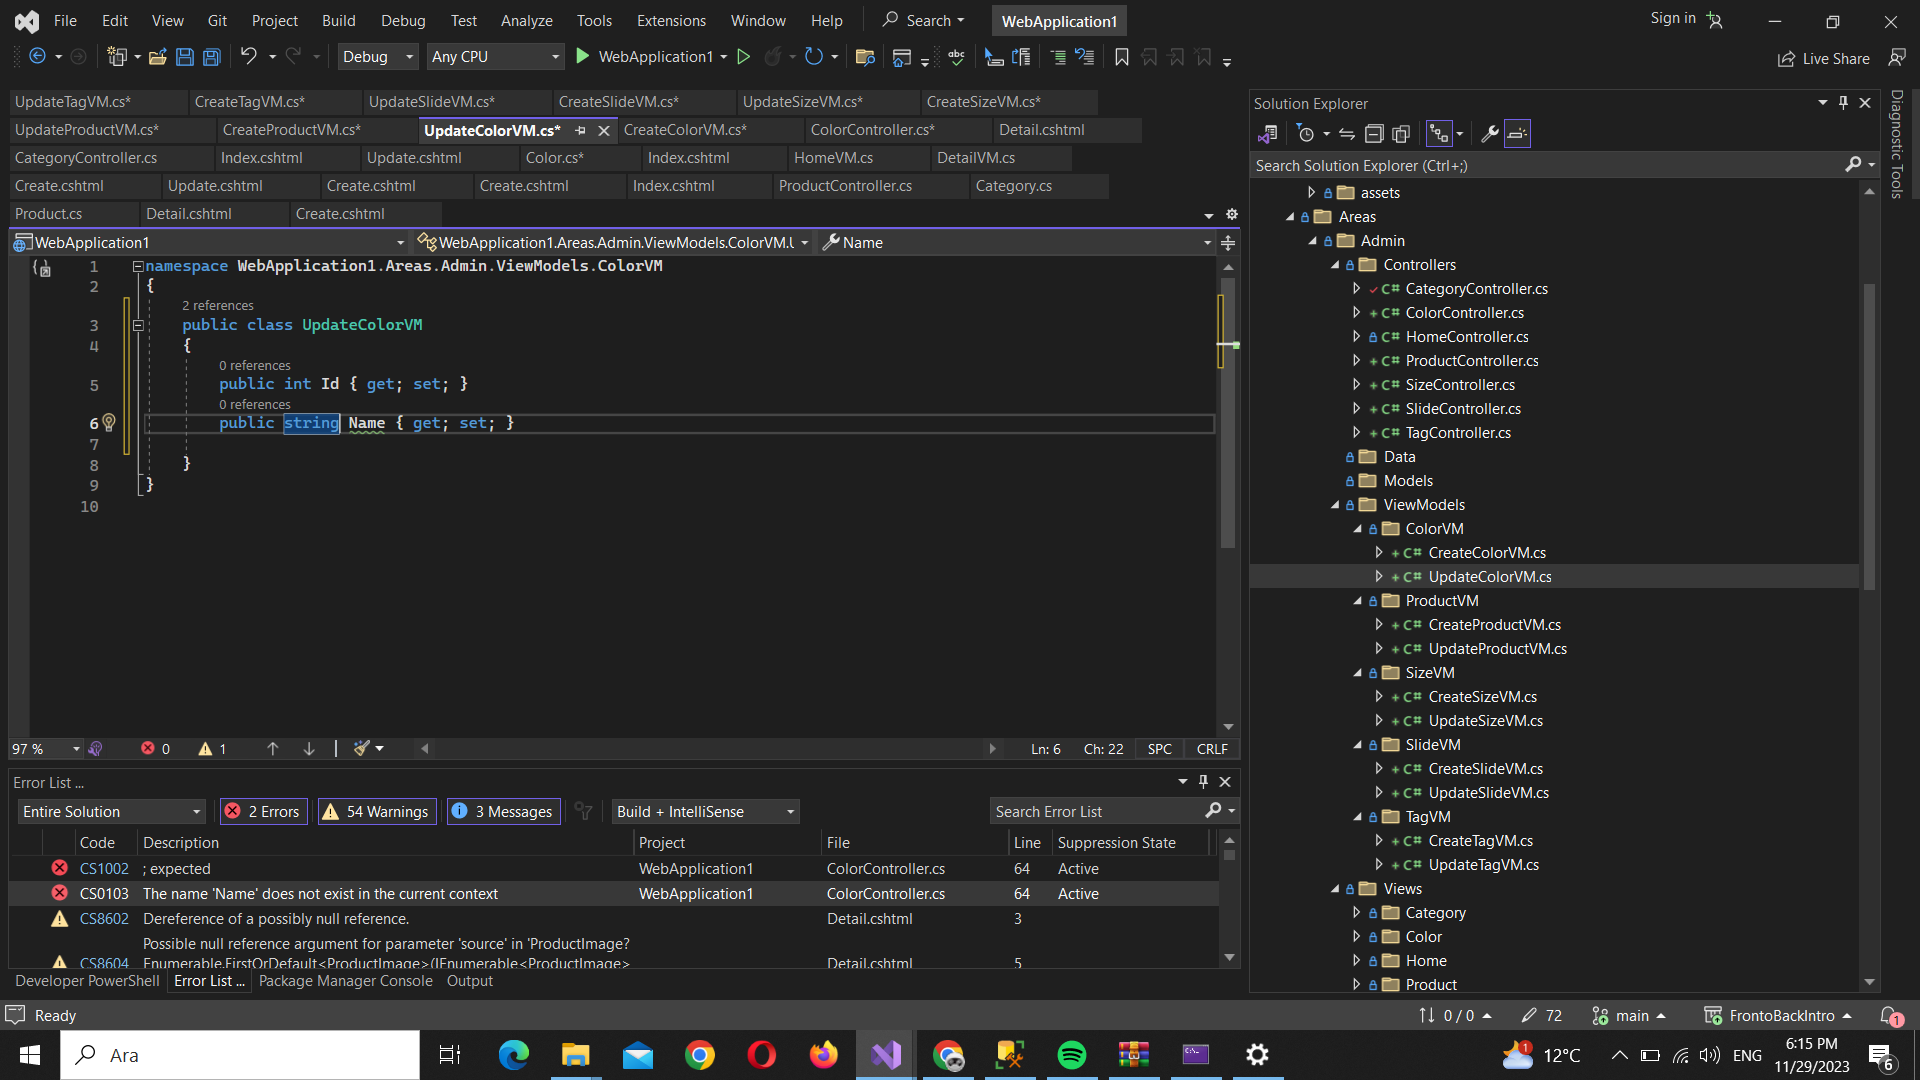 File Edit View Git Project Build Debug Test Analyze Tools Extensions Window Help Search WebApplication1 Sign in
Debug Any CPU WebApplication1 Live Share
UpdateTagVM.cs* CreateTagVM.cs* UpdateSlideVM.cs* CreateSlideVM.cs* UpdateSizeVM.cs* CreateSizeVM.cs*
UpdateProductVM.cs* CreateProductVM.cs* UpdateColorVM.cs* CreateColorVM.cs* ColorController.cs* Detail.cshtml
CategoryController.cs Index.cshtml Update.cshtml Color.cs* Index.cshtml HomeVM.cs DetailVM.cs
Create.cshtml Update.cshtml Create.cshtml Create.cshtml Index.cshtml ProductController.cs Category.cs
Product.cs Detail.cshtml Create.cshtml
WebApplication1 WebApplication1.Areas.Admin.ViewModels.ColorVM.U Name
1 namespace WebApplication1.Areas.Admin.ViewModels.ColorVM
2 {
2 references
3 public class UpdateColorVM
4 {
0 references
5 public int Id { get; set; }
0 references
6 public string Name { get; set; }
7
8 }
9 }
10
97 % 0 1 Ln: 6 Ch: 22 SPC CRLF
Error List ...
Entire Solution 2 Errors 54 Warnings 3 Messages Build + IntelliSense Search Error List
Code Description Project File Line Suppression State
CS1002 ; expected WebApplication1 ColorController.cs 64 Active
CS0103 The name 'Name' does not exist in the current context WebApplication1 ColorController.cs 64 Active
CS8602 Dereference of a possibly null reference. Detail.cshtml 3
Possible null reference argument for parameter 'source' in 'ProductImage?
CS8604 Enumerable.FirstOrDefault<ProductImage>(IEnumerable<ProductImage> Detail.cshtml 5
Developer PowerShell Error List ... Package Manager Console Output
Solution Explorer
Search Solution Explorer (Ctrl+;)
assets
Areas
Admin
Controllers
C# CategoryController.cs
C# ColorController.cs
C# HomeController.cs
C# ProductController.cs
C# SizeController.cs
C# SlideController.cs
C# TagController.cs
Data
Models
ViewModels
ColorVM
C# CreateColorVM.cs
C# UpdateColorVM.cs
ProductVM
C# CreateProductVM.cs
C# UpdateProductVM.cs
SizeVM
C# CreateSizeVM.cs
C# UpdateSizeVM.cs
SlideVM
C# CreateSlideVM.cs
C# UpdateSlideVM.cs
TagVM
C# CreateTagVM.cs
C# UpdateTagVM.cs
Views
Category
Color
Home
Product
Diagnostic Tools
Ready 0 / 0 72 main FrontoBackIntro 1
Ara 1 12°C ENG 6:15 PM 6
11/29/2023